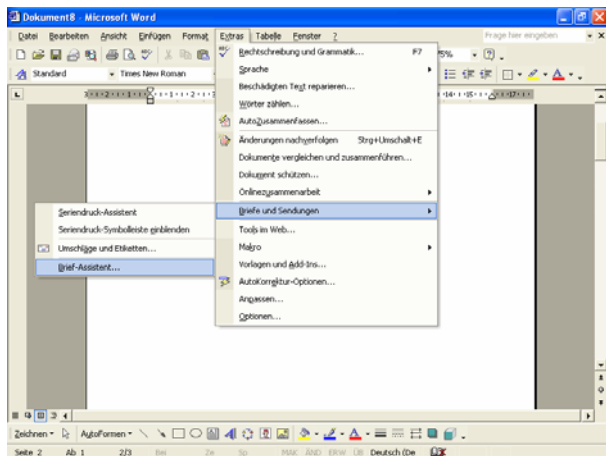 Dokument8 - Microsoft Word
Datei Bearbeiten Ansicht Einfügen Format Extras Tabelle Fenster ?
Frage hier eingeben
75%
Standard
Times New Roman
Rechtschreibung und Grammatik... F7
Sprache
Beschädigten Text reparieren...
Wörter zählen...
AutoZusammenfassen...
Änderungen nachverfolgen Strg+Umschalt+E
Dokumente vergleichen und zusammenführen...
Dokument schützen...
Onlinezusammenarbeit
Briefe und Sendungen
Tools im Web...
Makro
Vorlagen und Add-Ins...
AutoKorrektur-Optionen...
Anpassen...
Optionen...
Seriendruck-Assistent
Seriendruck-Symbolleiste einblenden
Umschläge und Etiketten...
Brief-Assistent...
Zeichnen AutoFormen
Seite 2 Ab 1 2/3 Bei Ze Sp MAK ÄND ERW ÜB Deutsch (De